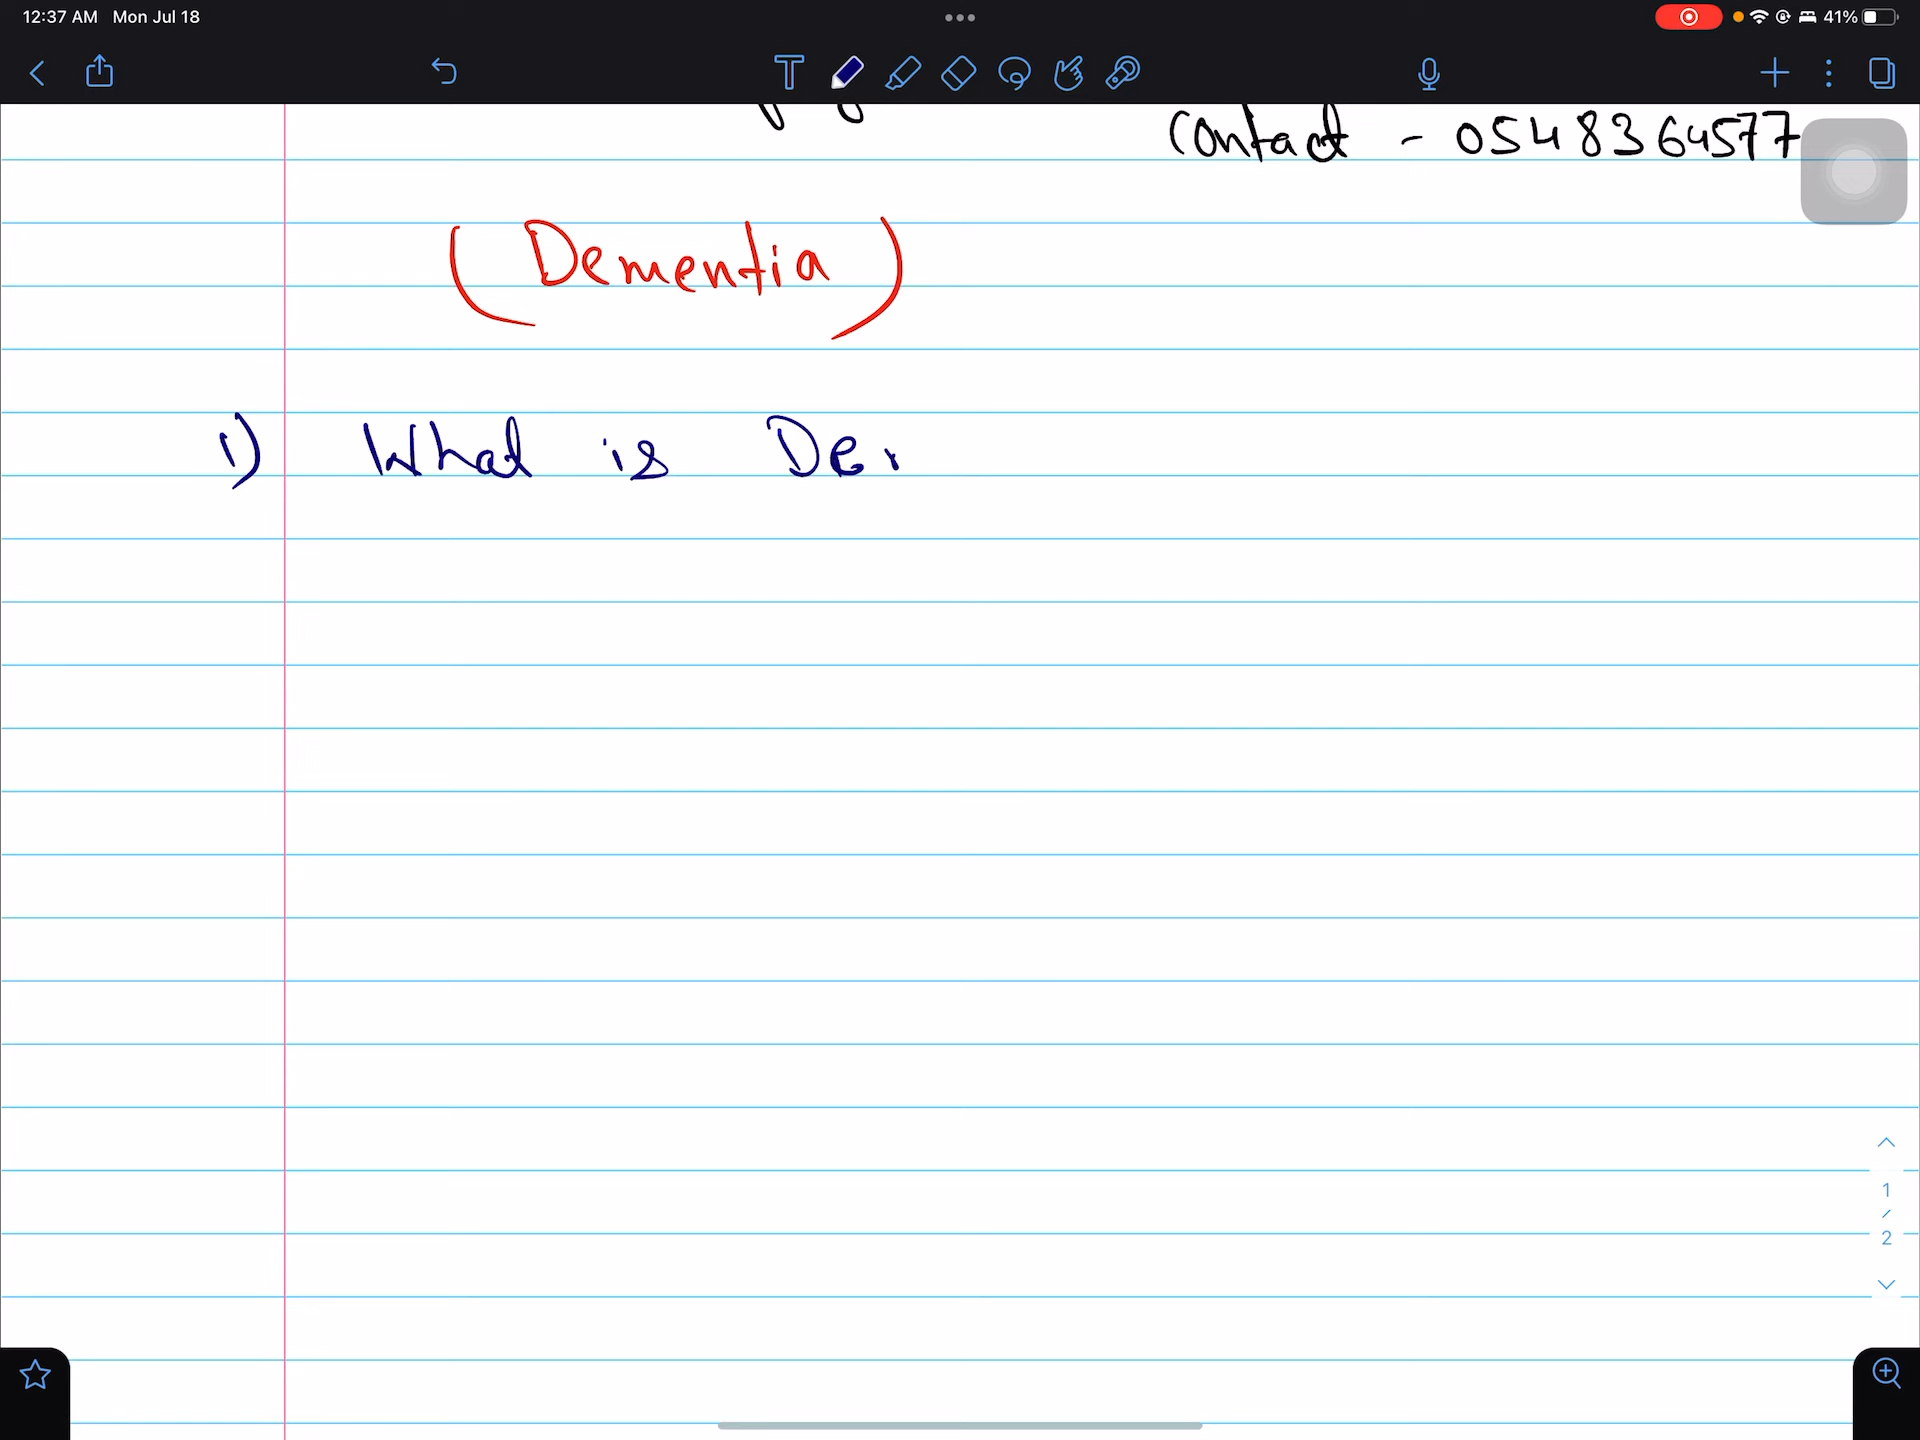 12:37 AM Mon Jul 18
41%
Contact - 0548364577
(Dementia)
1) What is De
1
2